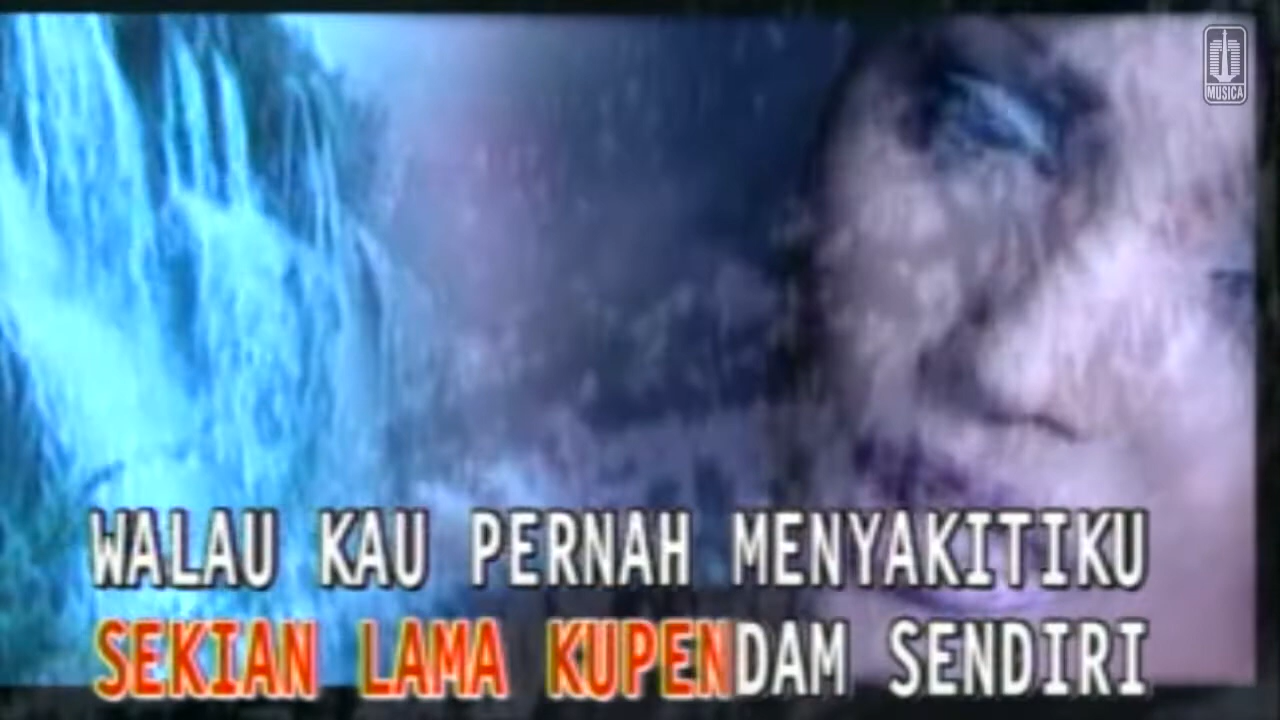 MUSICA
WALAU KAU PERNAH MENYAKITIKU
SEKIAN LAMA KUPENDAM SENDIRI